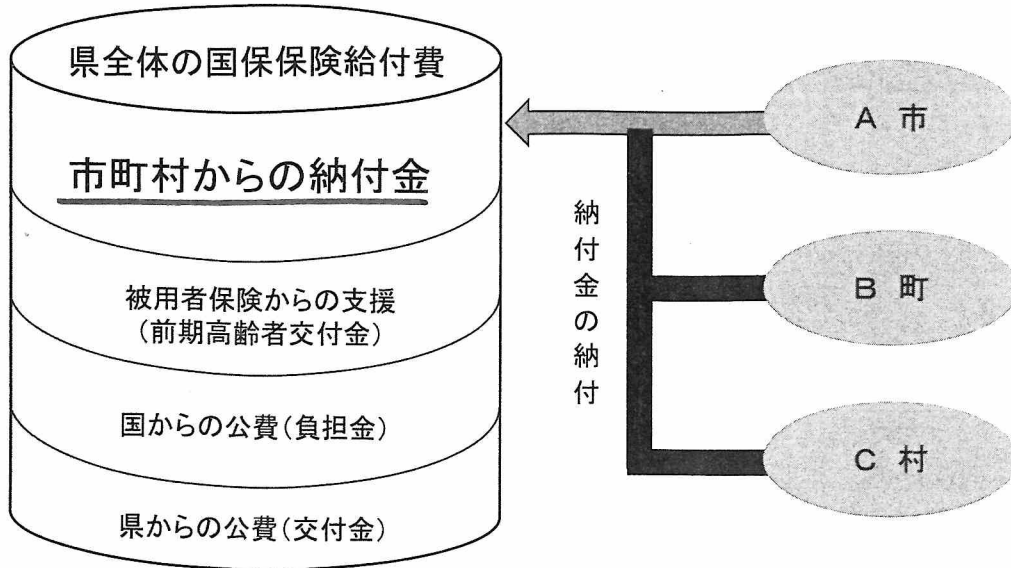 県全体の国保保険給付費
市町村からの納付金
被用者保険からの支援
(前期高齢者交付金)
国からの公費(負担金)
県からの公費(交付金)
納付金の納付
A 市
B 町
C 村